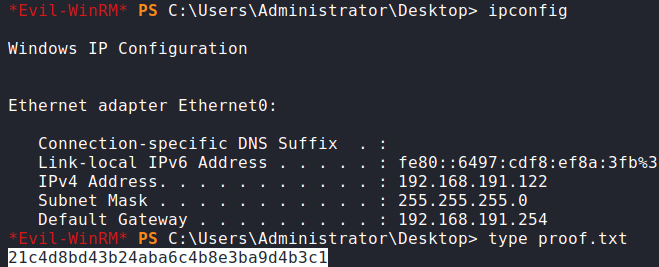 *Evil-WinRM* PS C:\Users\Administrator\Desktop> ipconfig
Windows IP Configuration
Ethernet adapter Ethernet0:
Connection-specific DNS Suffix  . :
Link-local IPv6 Address . . . . . : fe80::6497:cdf8:ef8a:3fb%3
IPv4 Address. . . . . . . . . . . : 192.168.191.122
Subnet Mask . . . . . . . . . . . : 255.255.255.0
Default Gateway . . . . . . . . . : 192.168.191.254
*Evil-WinRM* PS C:\Users\Administrator\Desktop> type proof.txt
21c4d8bd43b24aba6c4b8e3ba9d4b3c1